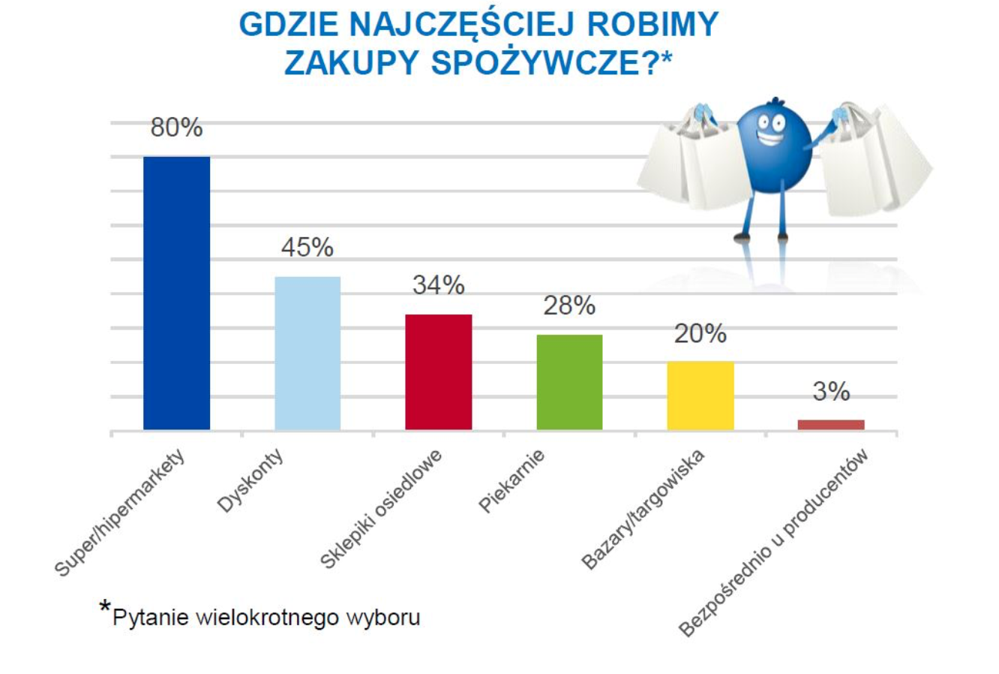 GDZIE NAJCZĘŚCIEJ ROBIMY
ZAKUPY SPOŻYWCZE?*
80%
45%
34%
28%
20%
3%
Super/hipermarkety
Dyskonty
Sklepiki osiedlowe
Piekarnie
Bazary/targowiska
Bezpośrednio u producentów
*Pytanie wielokrotnego wyboru